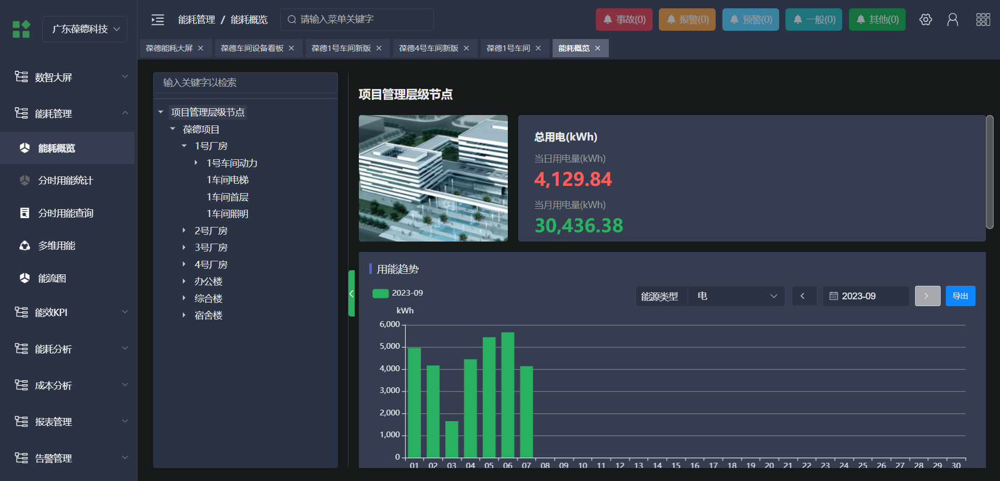 广东葆德科技
能耗管理 / 能耗概览
请输入菜单关键字
事故(0)
报警(0)
预警(0)
一般(0)
其他(0)
葆德能耗大屏
葆德车间设备看板
葆德1号车间新版
葆德4号车间新版
葆德1号车间
能耗概览
数智大屏
能耗管理
能耗概览
分时用能统计
分时用能查询
多维用能
能流图
能效KPI
能耗分析
成本分析
报表管理
告警管理
输入关键字以检索
项目管理层级节点
葆德项目
1号厂房
1号车间动力
1车间电梯
1车间首层
1车间照明
2号厂房
3号厂房
4号厂房
办公楼
综合楼
宿舍楼
项目管理层级节点
总用电(kWh)
当日用电量(kWh)
4,129.84
当月用电量(kWh)
30,436.38
用能趋势
2023-09
能源类型 电
2023-09
导出
kWh
6,000
5,000
4,000
3,000
2,000
1,000
0
01 02 03 04 05 06 07 08 09 10 11 12 13 14 15 16 17 18 19 20 21 22 23 24 25 26 27 28 29 30